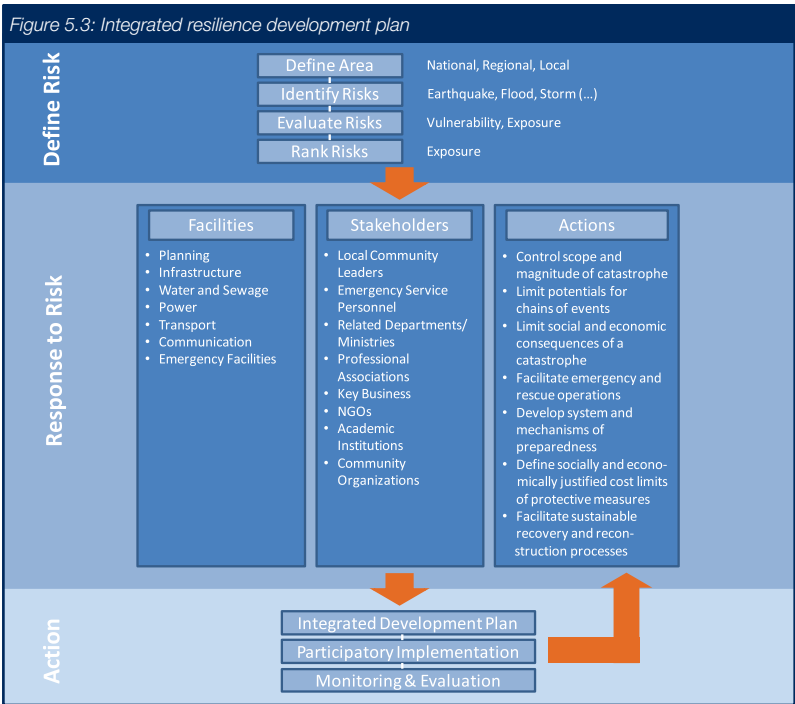 Figure 5.3: Integrated resilience development plan
Define Risk
Define Area
National, Regional, Local
Identify Risks
Earthquake, Flood, Storm (...)
Evaluate Risks
Vulnerability, Exposure
Rank Risks
Exposure
Response to Risk
Facilities
• Planning
• Infrastructure
• Water and Sewage
• Power
• Transport
• Communication
• Emergency Facilities
Stakeholders
• Local Community
Leaders
• Emergency Service
Personnel
• Related Departments/
Ministries
• Professional
Associations
• Key Business
• NGOs
• Academic
Institutions
• Community
Organizations
Actions
• Control scope and
magnitude of catastrophe
• Limit potentials for
chains of events
• Limit social and economic
consequences of a
catastrophe
• Facilitate emergency and
rescue operations
• Develop system and
mechanisms of
preparedness
• Define socially and econo-
mically justified cost limits
of protective measures
• Facilitate sustainable
recovery and recon-
struction processes
Action
Integrated Development Plan
Participatory Implementation
Monitoring & Evaluation